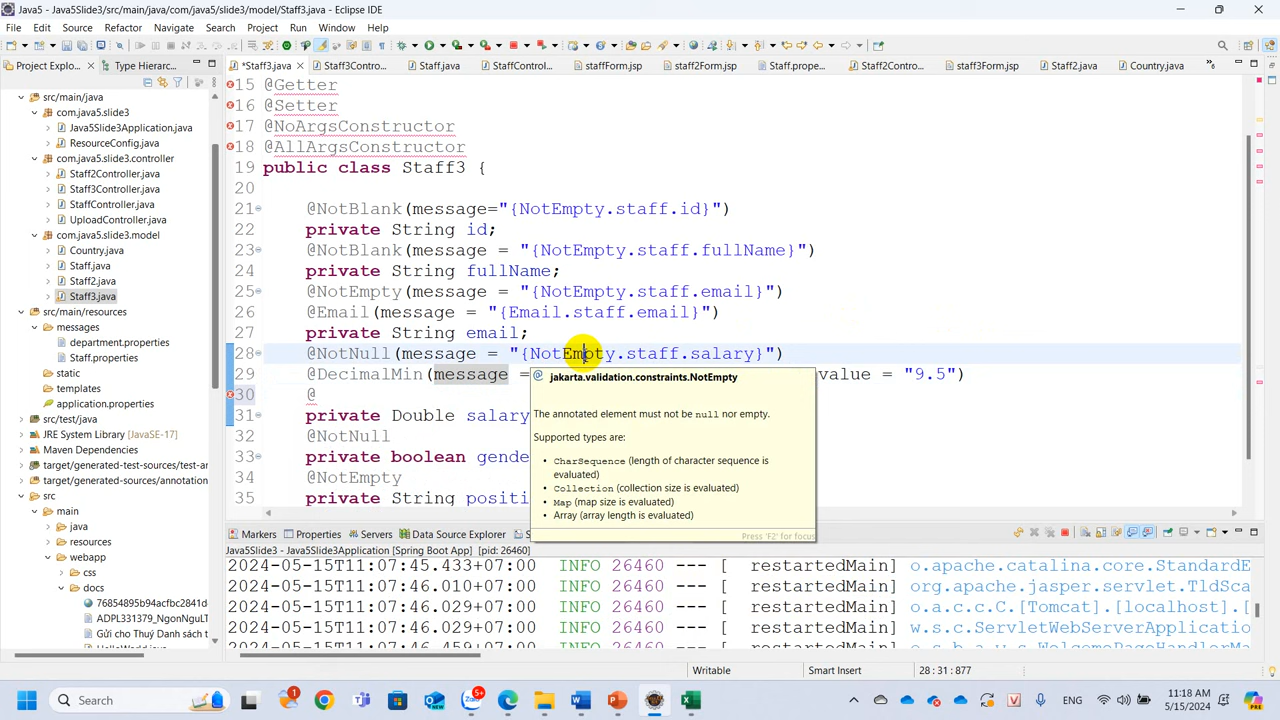 Java5 - Java5Slide3/src/main/java/com/java5/slide3/model/Staff3.java - Eclipse IDE
File Edit Source Refactor Navigate Search Project Run Window Help
Project Explo... Type Hierarc...
*Staff3.java Staff3Contro... Staff.java StaffControl... staffForm.jsp staff2Form.jsp Staff.prope... Staff2Contro... staff3Form.jsp Staff2.java Country.java
src/main/java
com.java5.slide3
Java5Slide3Application.java
ResourceConfig.java
com.java5.slide3.controller
Staff2Controller.java
Staff3Controller.java
StaffController.java
UploadController.java
com.java5.slide3.model
Country.java
Staff.java
Staff2.java
Staff3.java
src/main/resources
messages
department.properties
Staff.properties
static
templates
application.properties
src/test/java
JRE System Library [JavaSE-17]
Maven Dependencies
target/generated-test-sources/test-ar
target/generated-sources/annotation
src
main
java
resources
webapp
css
docs
76854895b94acfbc2841d
ADPL331379_NgonNguLT
Gửi cho Thuý Danh sách t
15 @Getter
16 @Setter
17 @NoArgsConstructor
18 @AllArgsConstructor
19 public class Staff3 {
20
21 @NotBlank(message="{NotEmpty.staff.id}")
22 private String id;
23 @NotBlank(message = "{NotEmpty.staff.fullName}")
24 private String fullName;
25 @NotEmpty(message = "{NotEmpty.staff.email}")
26 @Email(message = "{Email.staff.email}")
27 private String email;
28 @NotNull(message = "{NotEmpty.staff.salary}")
29 @DecimalMin(message = value = "9.5")
30 @
31 private Double salary
32 @NotNull
33 private boolean gende
34 @NotEmpty
35 private String positi
jakarta.validation.constraints.NotEmpty
The annotated element must not be null nor empty.
Supported types are:
• CharSequence (length of character sequence is
evaluated)
• Collection (collection size is evaluated)
• Map (map size is evaluated)
• Array (array length is evaluated)
Press 'F2' for focus
Markers Properties Servers Data Source Explorer
Java5Slide3 - Java5Slide3Application [Spring Boot App] [pid: 26460]
2024-05-15T11:07:45.433+07:00 INFO 26460 --- [ restartedMain] o.apache.catalina.core.StandardE
2024-05-15T11:07:46.029+07:00 INFO 26460 --- [ restartedMain] org.apache.jasper.servlet.TldSca
2024-05-15T11:07:46.029+07:00 INFO 26460 --- [ restartedMain] o.a.c.c.C.[Tomcat].[localhost].[
2024-05-15T11:07:46.029+07:00 INFO 26460 --- [ restartedMain] w.s.c.ServletWebServerApplicatio
Writable Smart Insert 28 : 31 : 877
Search ENG 11:18 AM
5/15/2024